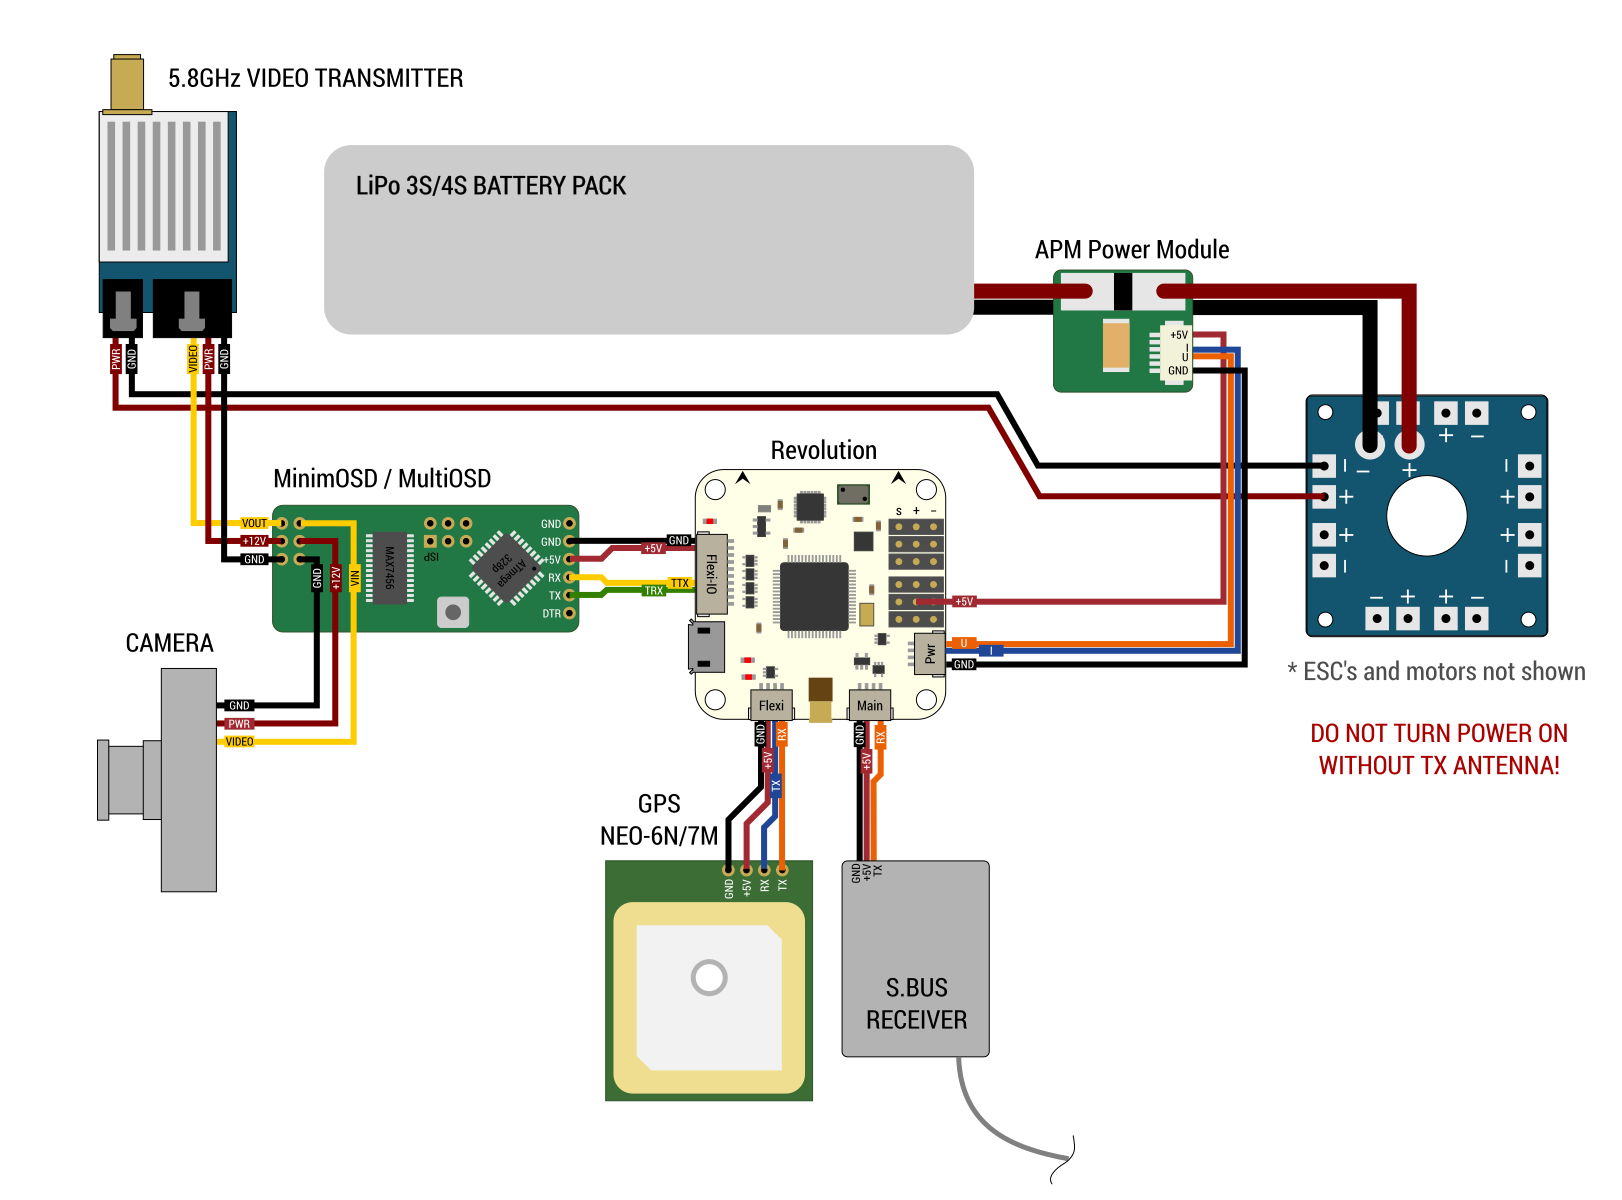 5.8GHz VIDEO TRANSMITTER
LiPo 3S/4S BATTERY PACK
APM Power Module
+5V
I
U
GND
PWR
GND
VIDEO
PWR
GND
Revolution
MinimOSD / MultiOSD
VOUT
+12V
GND
GND
+12V
VIN
MAX7456
ISP
ATmega
328p
GND
GND
+5V
RX
TX
DTR
GND
+5V
TTX
TRX
Flexi-IO
S + −
+5V
U
I
GND
Pwr
Flexi
Main
− +
+ −
−
+
+
−
−
+
+
−
− + + −
CAMERA
GND
PWR
VIDEO
* ESC's and motors not shown
DO NOT TURN POWER ON
WITHOUT TX ANTENNA!
GND
+5V
TX
RX
GND
+5V
RX
GPS
NEO-6N/7M
GND
+5V
RX
TX
GND
+5V
TX
S.BUS
RECEIVER